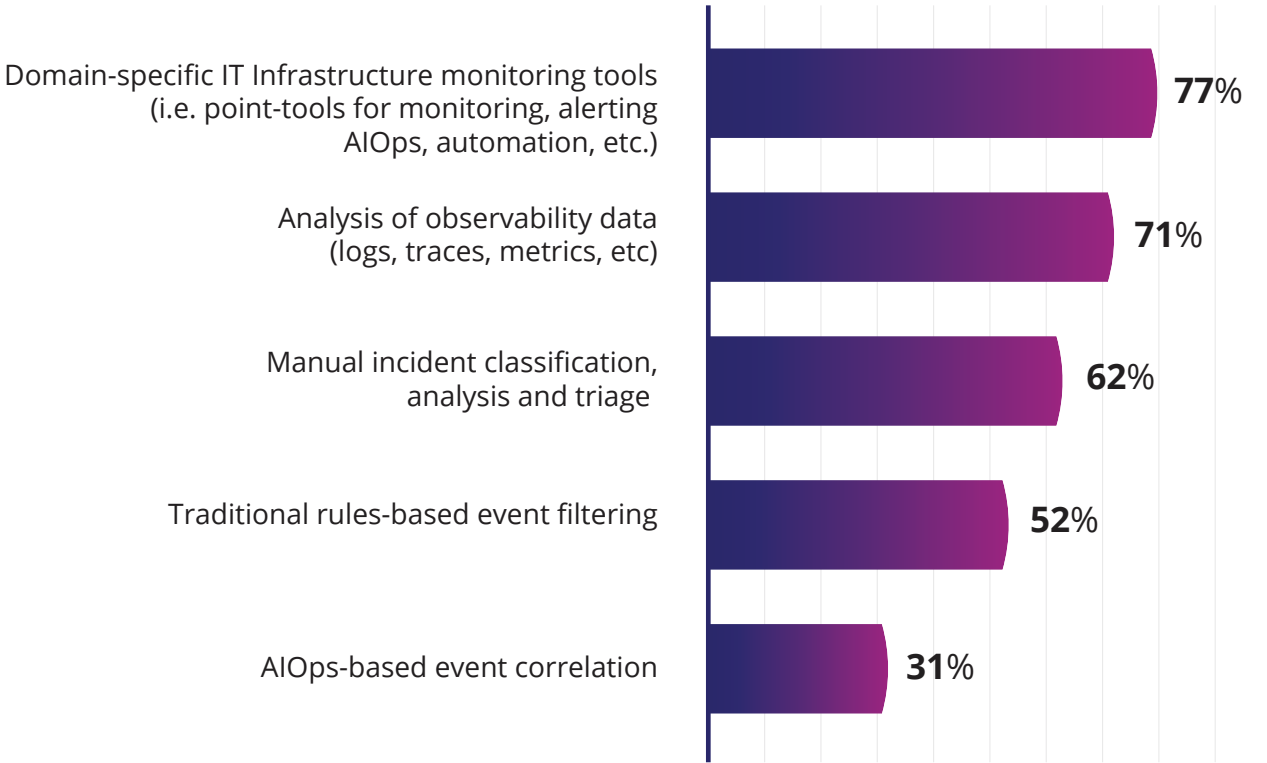 Domain-specific IT Infrastructure monitoring tools
(i.e. point-tools for monitoring, alerting
AIOps, automation, etc.)
77%
Analysis of observability data
(logs, traces, metrics, etc)
71%
Manual incident classification,
analysis and triage
62%
Traditional rules-based event filtering
52%
AIOps-based event correlation
31%